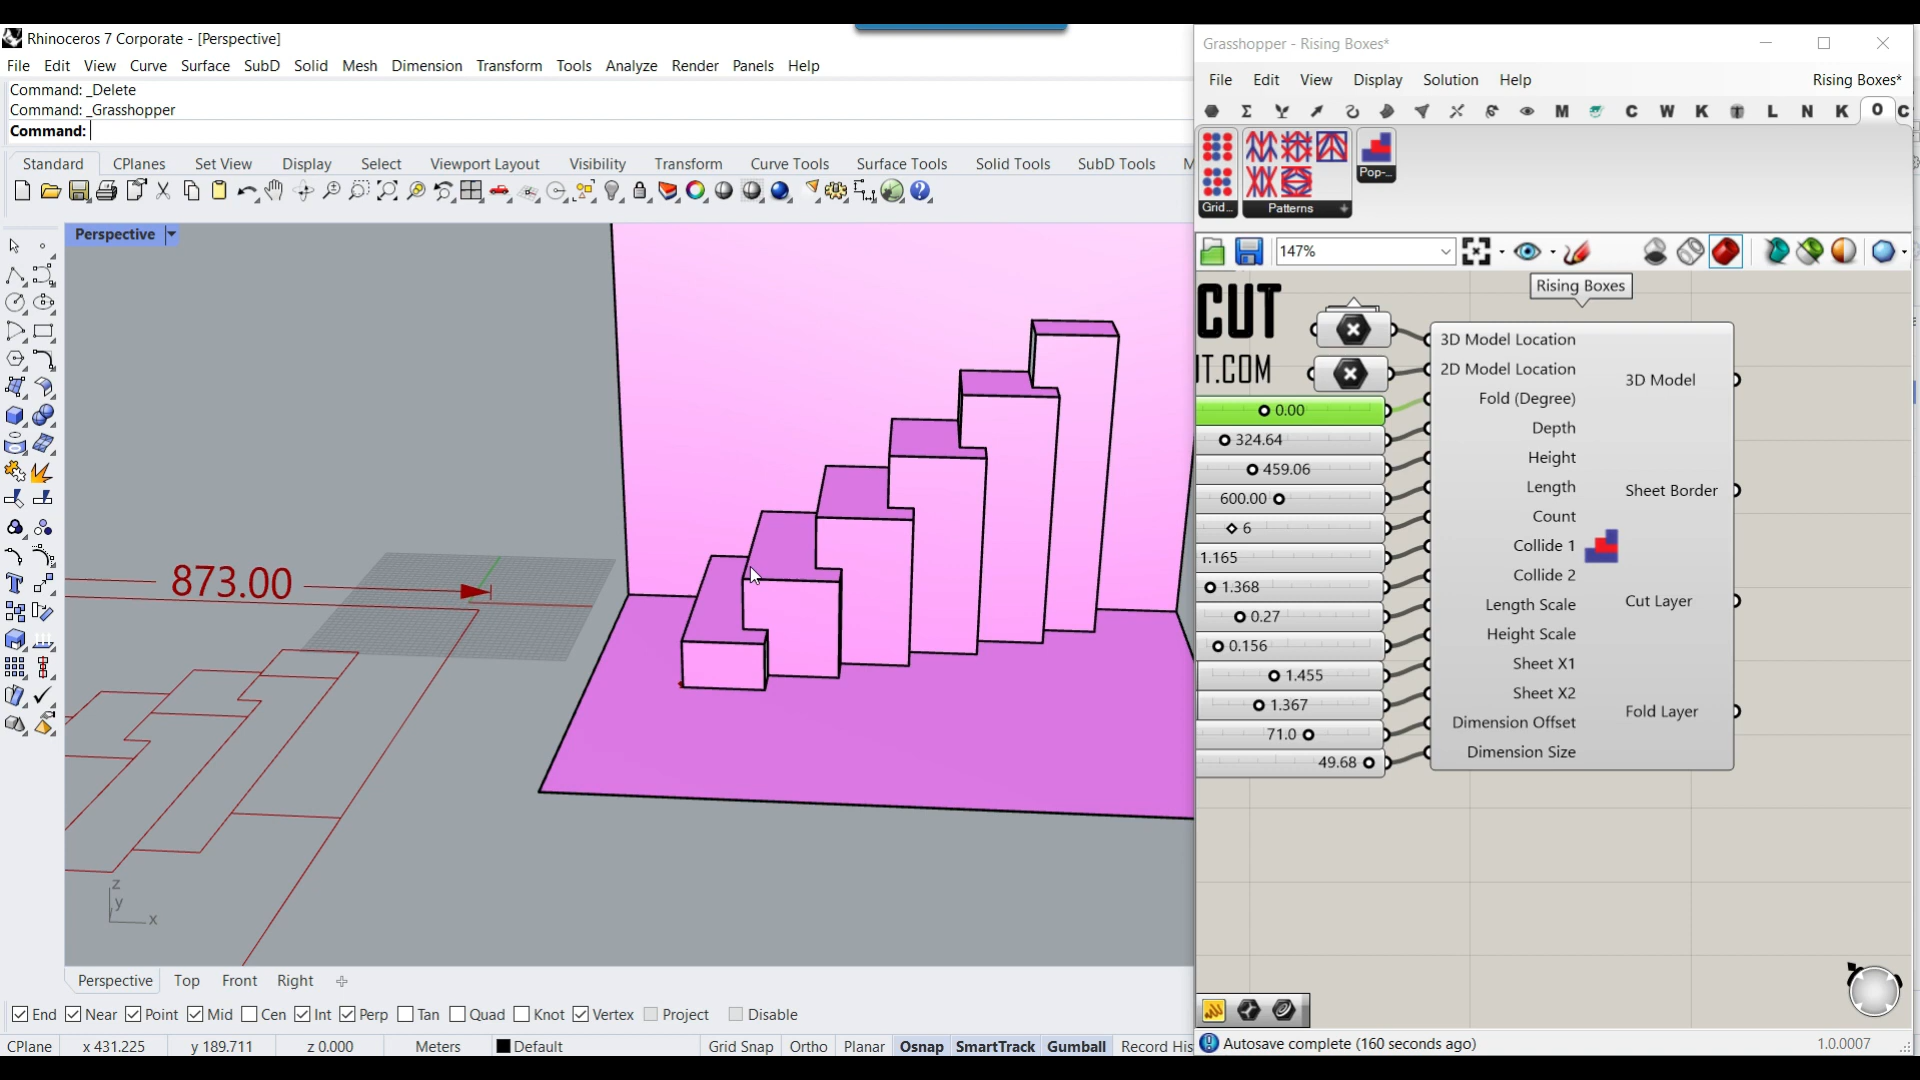 Rhinoceros 7 Corporate - [Perspective]
File Edit View Curve Surface SubD Solid Mesh Dimension Transform Tools Analyze Render Panels Help
Command: _Delete
Command: _Grasshopper
Command:
Standard CPlanes Set View Display Select Viewport Layout Visibility Transform Curve Tools Surface Tools Solid Tools SubD Tools M
Perspective
873.00
z
y
x
Perspective Top Front Right
End Near Point Mid Cen Int Perp Tan Quad Knot Vertex Project Disable
CPlane x 431.225 y 189.711 z 0.000 Meters Default Grid Snap Ortho Planar Osnap SmartTrack Gumball Record His
Grasshopper - Rising Boxes*
File Edit View Display Solution Help Rising Boxes*
M C W K L N K O C
Grid... Patterns Pop-...
147%
Rising Boxes
CUT
IT.COM
0.00
324.64
459.06
600.00
6
1.165
1.368
0.27
0.156
1.455
1.367
71.0
49.68
3D Model Location
2D Model Location
Fold (Degree)
Depth
Height
Length
Count
Collide 1
Collide 2
Length Scale
Height Scale
Sheet X1
Sheet X2
Dimension Offset
Dimension Size
3D Model
Sheet Border
Cut Layer
Fold Layer
Autosave complete (160 seconds ago) 1.0.0007